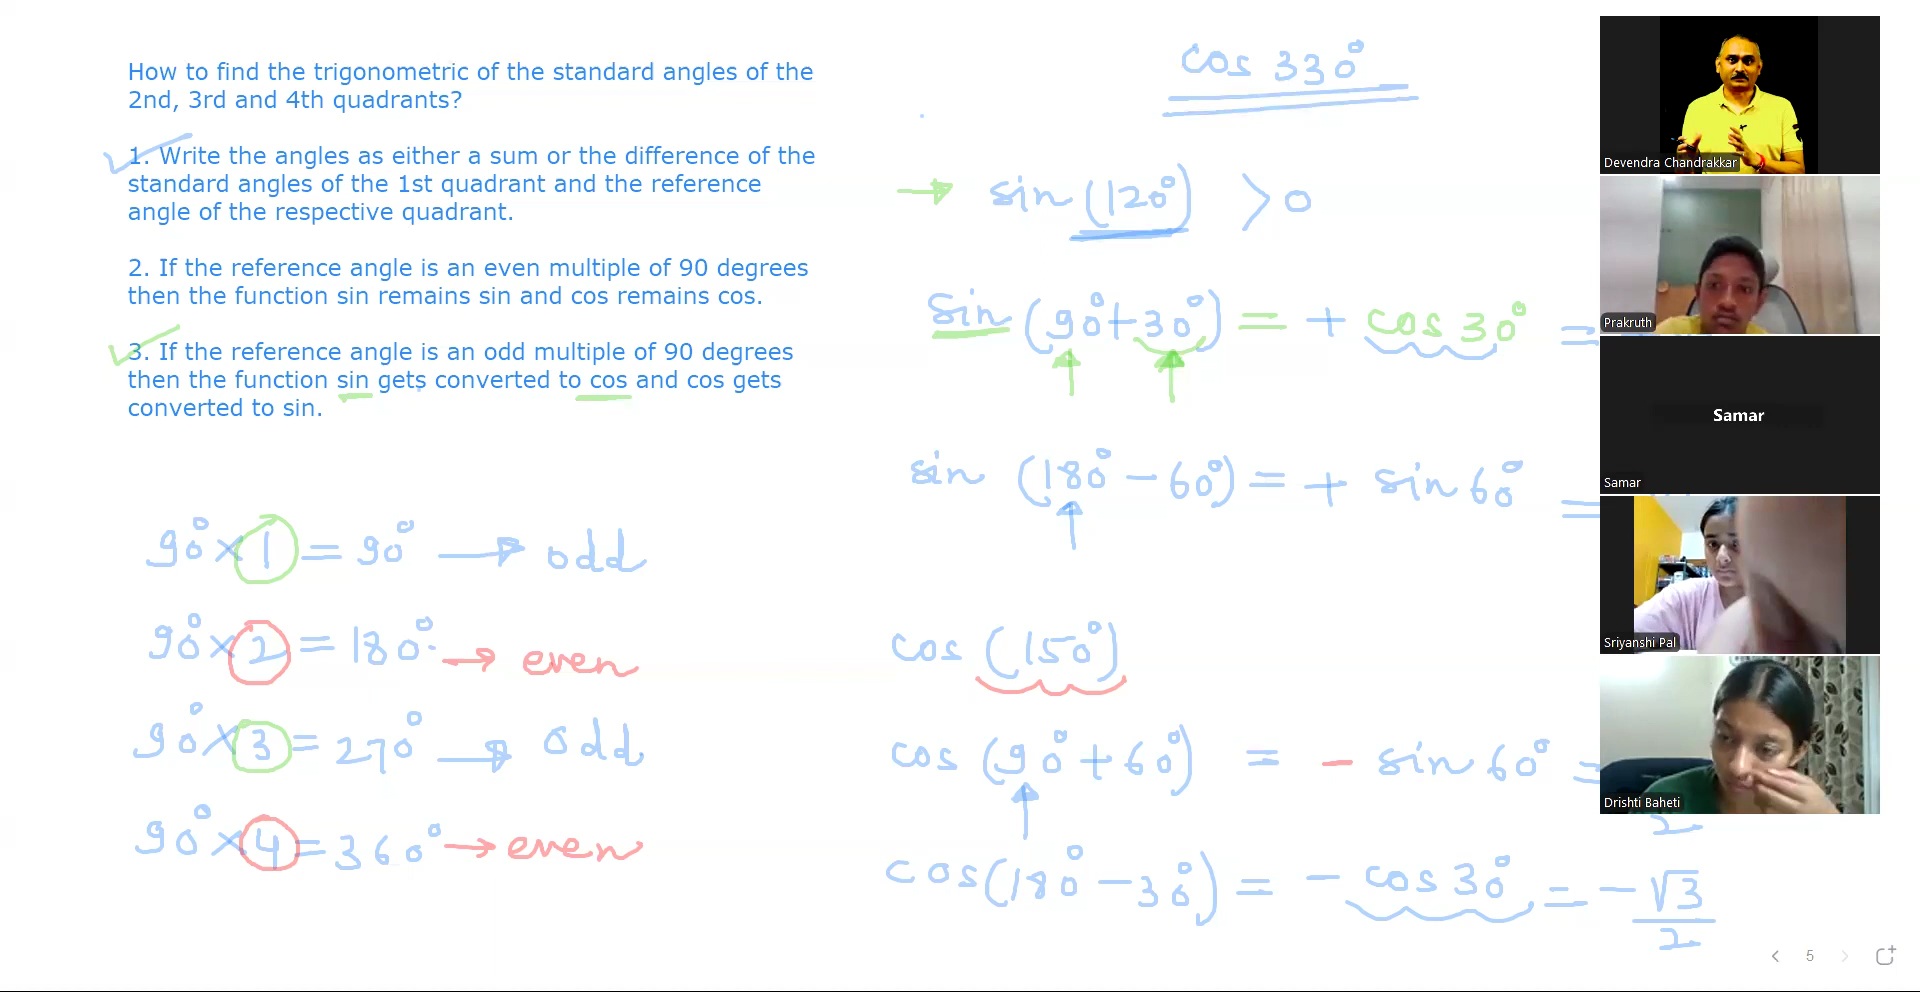 How to find the trigonometric of the standard angles of the
2nd, 3rd and 4th quadrants?
1. Write the angles as either a sum or the difference of the
standard angles of the 1st quadrant and the reference
angle of the respective quadrant.
2. If the reference angle is an even multiple of 90 degrees
then the function sin remains sin and cos remains cos.
3. If the reference angle is an odd multiple of 90 degrees
then the function sin gets converted to cos and cos gets
converted to sin.
90° × 1 = 90° → odd
90° × 2 = 180° → even
90° × 3 = 270° → odd
90° × 4 = 360° → even
cos 330°
→ sin (120°) > 0
sin (90° + 30°) = + cos 30° =
sin (180° − 60°) = + sin 60° =
cos (150°)
cos (90° + 60°) = − sin 60° =
2
cos (180° − 30°) = − cos 30° = − √3
2
Devendra Chandrakkar
Prakruth
Samar
Samar
Sriyanshi Pal
Drishti Baheti
< 5 >